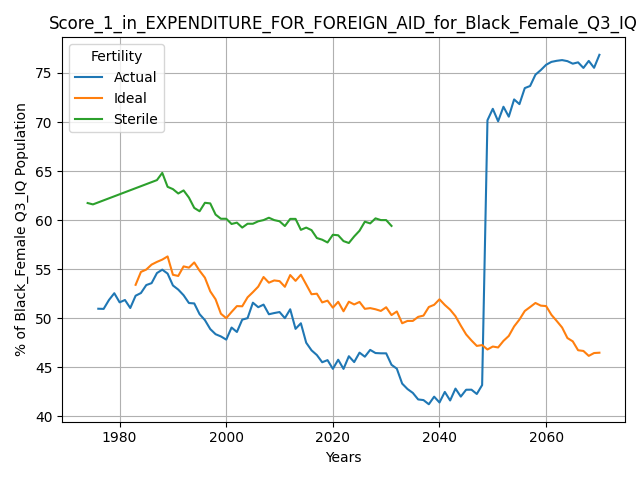 Score_1_in_EXPENDITURE_FOR_FOREIGN_AID_for_Black_Female_Q3_IQ
Fertility
Actual
Ideal
Sterile
% of Black_Female Q3_IQ Population
75
70
65
60
55
50
45
40
1980
2000
2020
2040
2060
Years